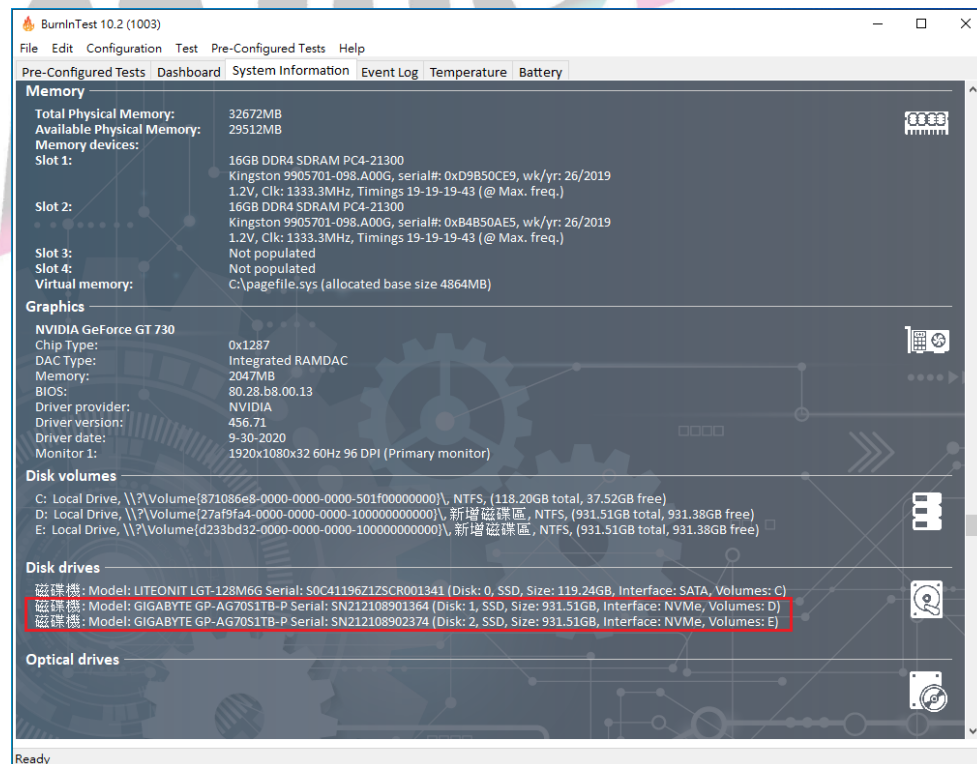 BurnInTest 10.2 (1003)
File Edit Configuration Test Pre-Configured Tests Help
Pre-Configured Tests Dashboard System Information Event Log Temperature Battery
Memory
Total Physical Memory: 32672MB
Available Physical Memory: 29512MB
Memory devices:
Slot 1: 16GB DDR4 SDRAM PC4-21300
Kingston 9905701-098.A00G, serial#: 0xD9B50CE9, wk/yr: 26/2019
1.2V, Clk: 1333.3MHz, Timings 19-19-19-43 (@ Max. freq.)
Slot 2: 16GB DDR4 SDRAM PC4-21300
Kingston 9905701-098.A00G, serial#: 0xB4B50AE5, wk/yr: 26/2019
1.2V, Clk: 1333.3MHz, Timings 19-19-19-43 (@ Max. freq.)
Slot 3: Not populated
Slot 4: Not populated
Virtual memory: C:\pagefile.sys (allocated base size 4864MB)
Graphics
NVIDIA GeForce GT 730
Chip Type: 0x1287
DAC Type: Integrated RAMDAC
Memory: 2047MB
BIOS: 80.28.b8.00.13
Driver provider: NVIDIA
Driver version: 456.71
Driver date: 9-30-2020
Monitor 1: 1920x1080x32 60Hz 96 DPI (Primary monitor)
Disk volumes
C: Local Drive, \\?\Volume{871086e8-0000-0000-0000-501f00000000}\, NTFS, (118.20GB total, 37.52GB free)
D: Local Drive, \\?\Volume{27af9fa4-0000-0000-0000-100000000000}\, 新增磁碟區, NTFS, (931.51GB total, 931.38GB free)
E: Local Drive, \\?\Volume{d233bd32-0000-0000-0000-100000000000}\, 新增磁碟區, NTFS, (931.51GB total, 931.38GB free)
Disk drives
磁碟機: Model: LITEONIT LGT-128M6G Serial: S0C41196Z1ZSCR001341 (Disk: 0, SSD, Size: 119.24GB, Interface: SATA, Volumes: C)
磁碟機: Model: GIGABYTE GP-AG70S1TB-P Serial: SN212108901364 (Disk: 1, SSD, Size: 931.51GB, Interface: NVMe, Volumes: D)
磁碟機: Model: GIGABYTE GP-AG70S1TB-P Serial: SN212108902374 (Disk: 2, SSD, Size: 931.51GB, Interface: NVMe, Volumes: E)
Optical drives
Ready